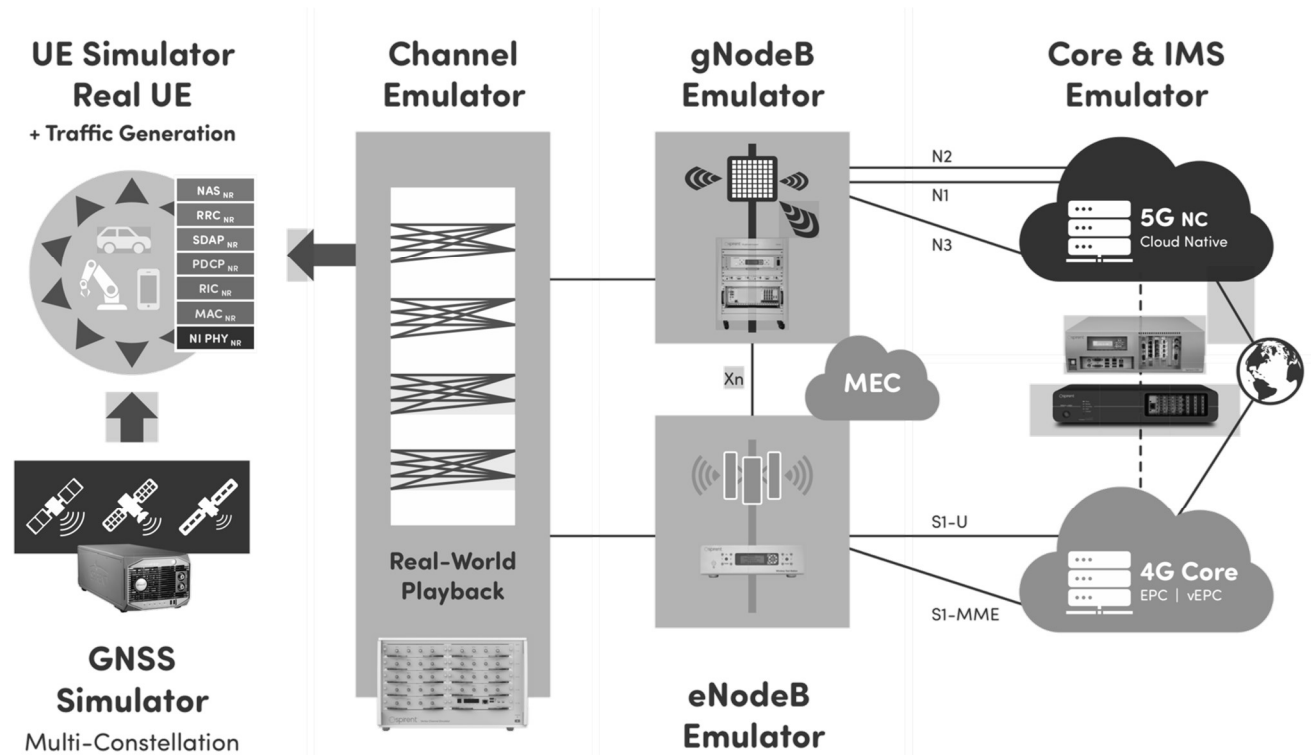 UE Simulator
Real UE
+ Traffic Generation
NAS NR
RRC NR
SDAP NR
PDCP NR
RIC NR
MAC NR
NI PHY NR
GNSS
Simulator
Multi-Constellation
Channel
Emulator
Real-World
Playback
spirent
gNodeB
Emulator
Xn
MEC
eNodeB
Emulator
Core & IMS
Emulator
N2
N1
N3
5G NC
Cloud Native
S1-U
S1-MME
4G Core
EPC | vEPC